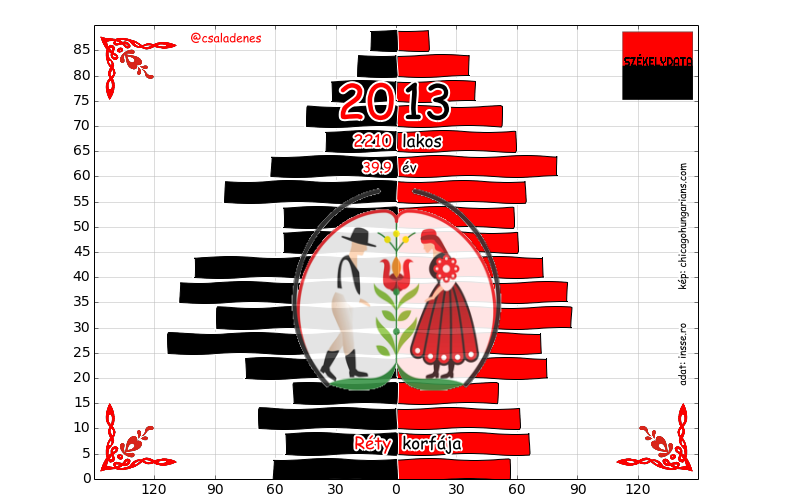 @csaladenes
SZÉKELYDATA
2013
2210 lakos
39.9 év
kép: chicagohungarians.com
adat: insse.ro
Réty korfája
85
80
75
70
65
60
55
50
45
40
35
30
25
20
15
10
5
0
120 90 60 30 0 30 60 90 120